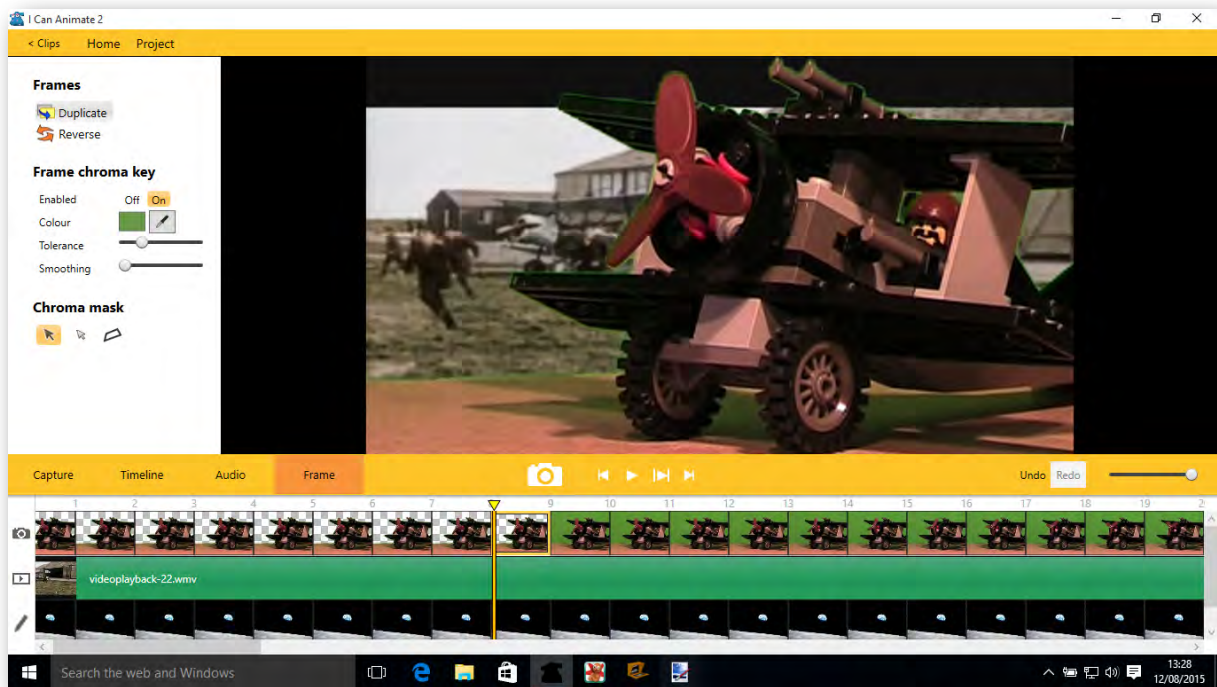 I Can Animate 2
< Clips Home Project
Frames
Duplicate
Reverse
Frame chroma key
Enabled Off On
Colour
Tolerance
Smoothing
Chroma mask
Capture Timeline Audio Frame Undo Redo
1 2 3 4 5 6 7 9 10 11 12 13 14 15 16 17 18 19 2
videoplayback-22.wmv
Search the web and Windows
13:28
12/08/2015